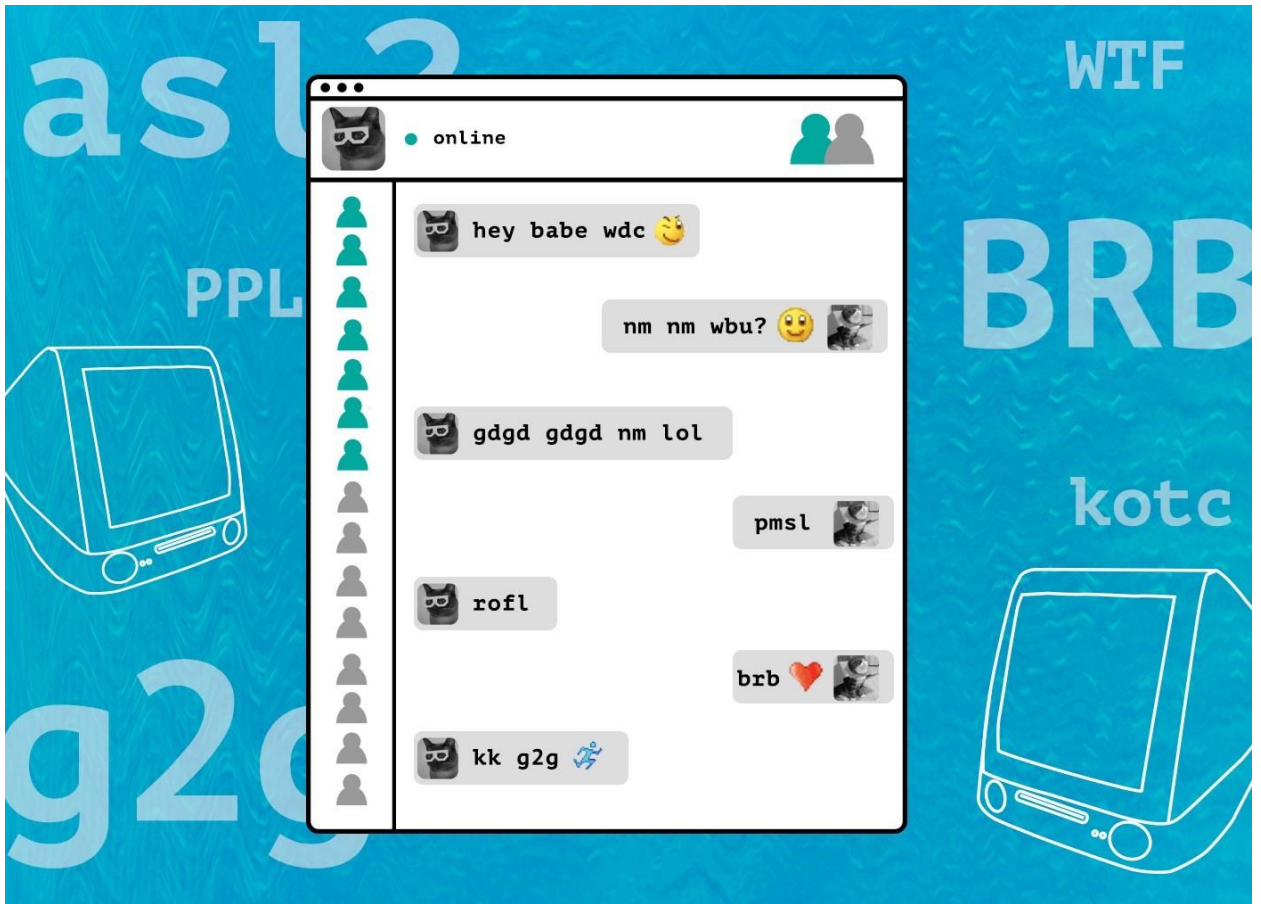 asl?
WTF
online
hey babe wdc
PPL
BRB
nm nm wbu?
gdgd gdgd nm lol
kotc
pmsl
rofl
brb
g2g
kk g2g